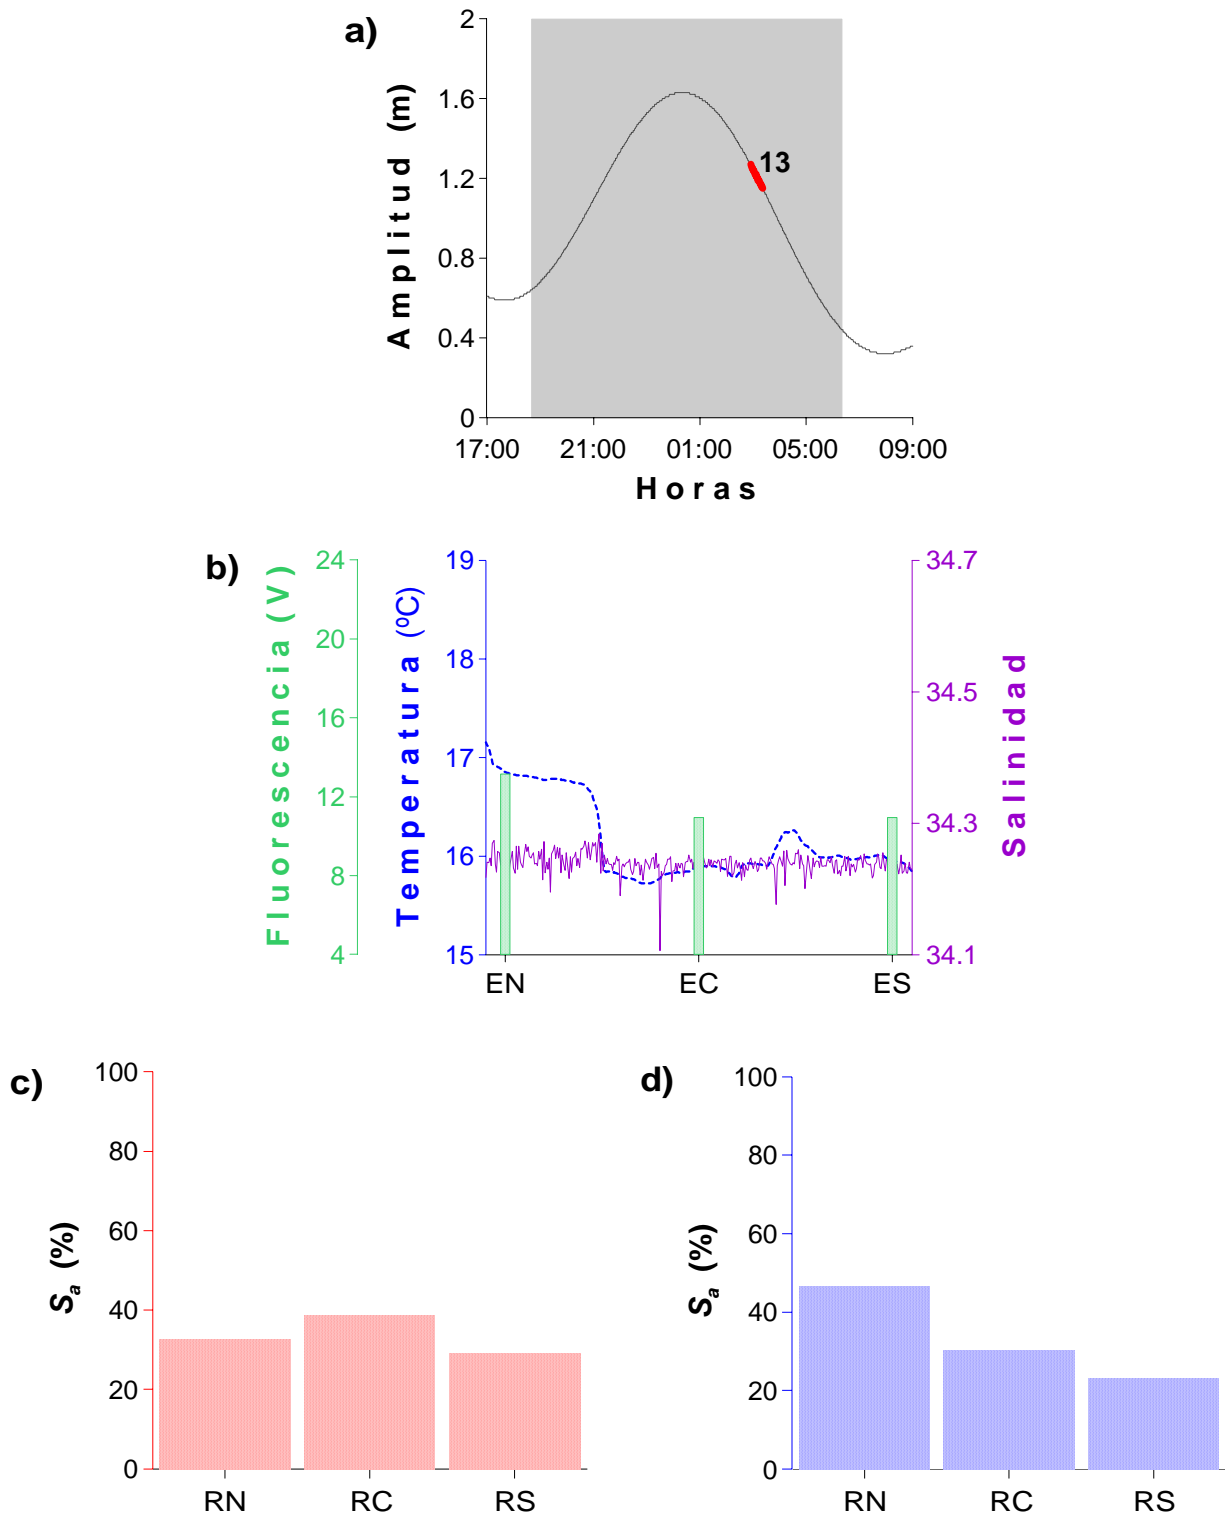 a)
Amplitud (m)
2
1.6
1.2
0.8
0.4
0
13
17:00 21:00 01:00 05:00 09:00
Horas
b)
Fluorescencia (V)
24
20
16
12
8
4
Temperatura (ºC)
19
18
17
16
15
34.7
34.5
34.3
34.1
Salinidad
EN EC ES
c)
Sa (%)
100
80
60
40
20
0
RN RC RS
d)
Sa (%)
100
80
60
40
20
0
RN RC RS